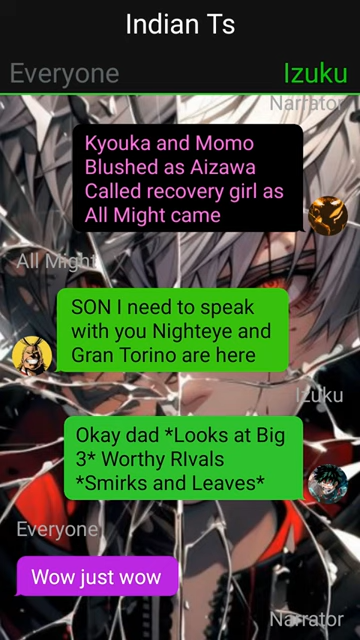 Indian Ts
Everyone Izuku
Narrator
Kyouka and Momo
Blushed as Aizawa
Called recovery girl as
All Might came
All Might
SON I need to speak
with you Nighteye and
Gran Torino are here
Izuku
Okay dad *Looks at Big
3* Worthy RIvals
*Smirks and Leaves*
Everyone
Wow just wow
Narrator